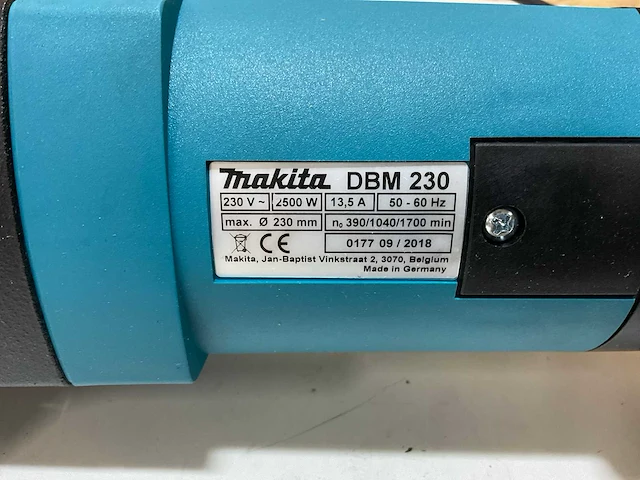 makita DBM 230
230 V ~ 2500 W 13,5 A 50 - 60 Hz
max. Ø 230 mm n₀ 390/1040/1700 min
CE 0177 09 / 2018
Makita, Jan-Baptist Vinkstraat 2, 3070, Belgium
Made in Germany